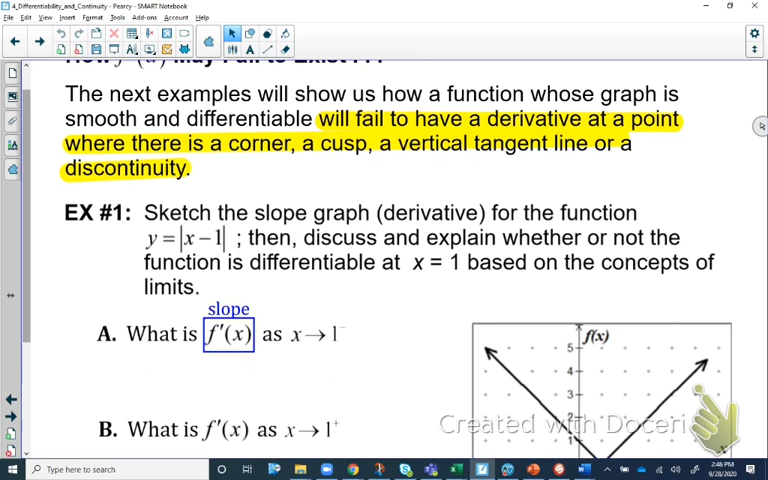 4_Differentiability_and_Continuity - Pearcy - SMART Notebook
File Edit View Insert Format Tools Add-ons Account Help
The next examples will show us how a function whose graph is
smooth and differentiable will fail to have a derivative at a point
where there is a corner, a cusp, a vertical tangent line or a
discontinuity.
EX #1: Sketch the slope graph (derivative) for the function
y = |x − 1| ; then, discuss and explain whether or not the
function is differentiable at x = 1 based on the concepts of
limits.
slope
A. What is f′(x) as x → 1⁻
f(x)
5
4
3
2
1
x
Created with Doceri
B. What is f′(x) as x → 1⁺
Type here to search
2:46 PM
9/28/2020